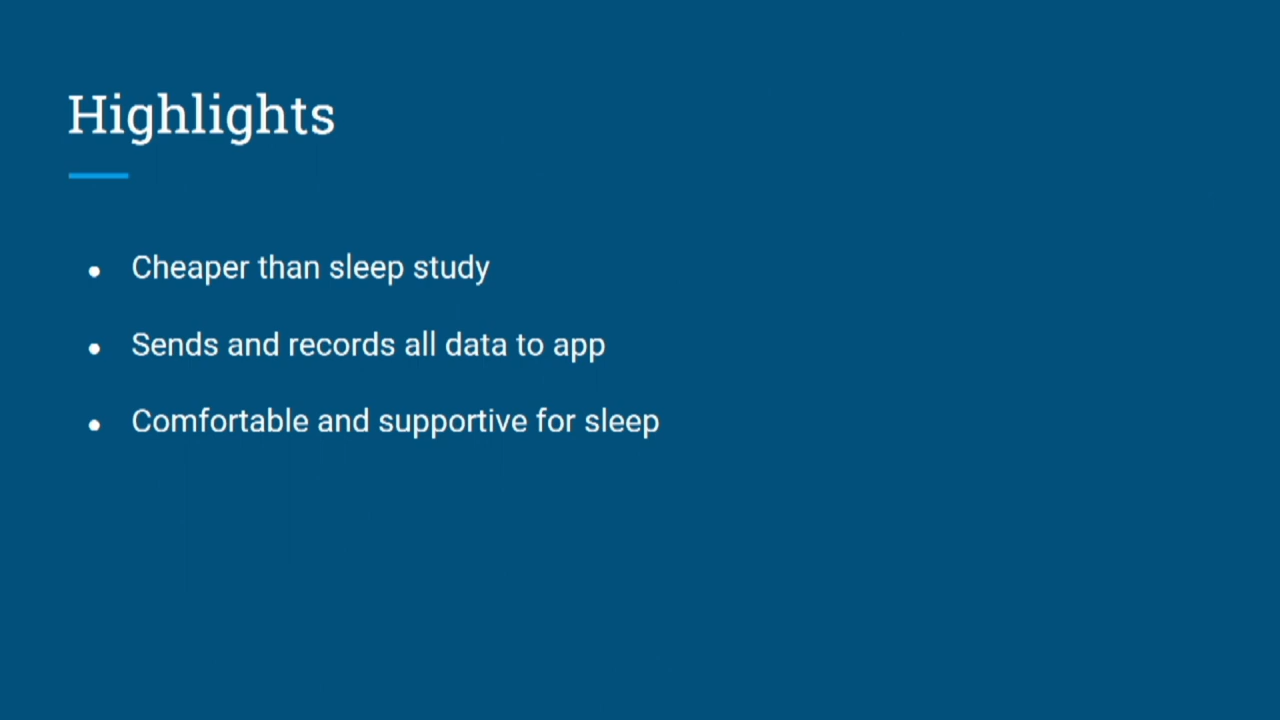 Highlights
● Cheaper than sleep study
● Sends and records all data to app
● Comfortable and supportive for sleep